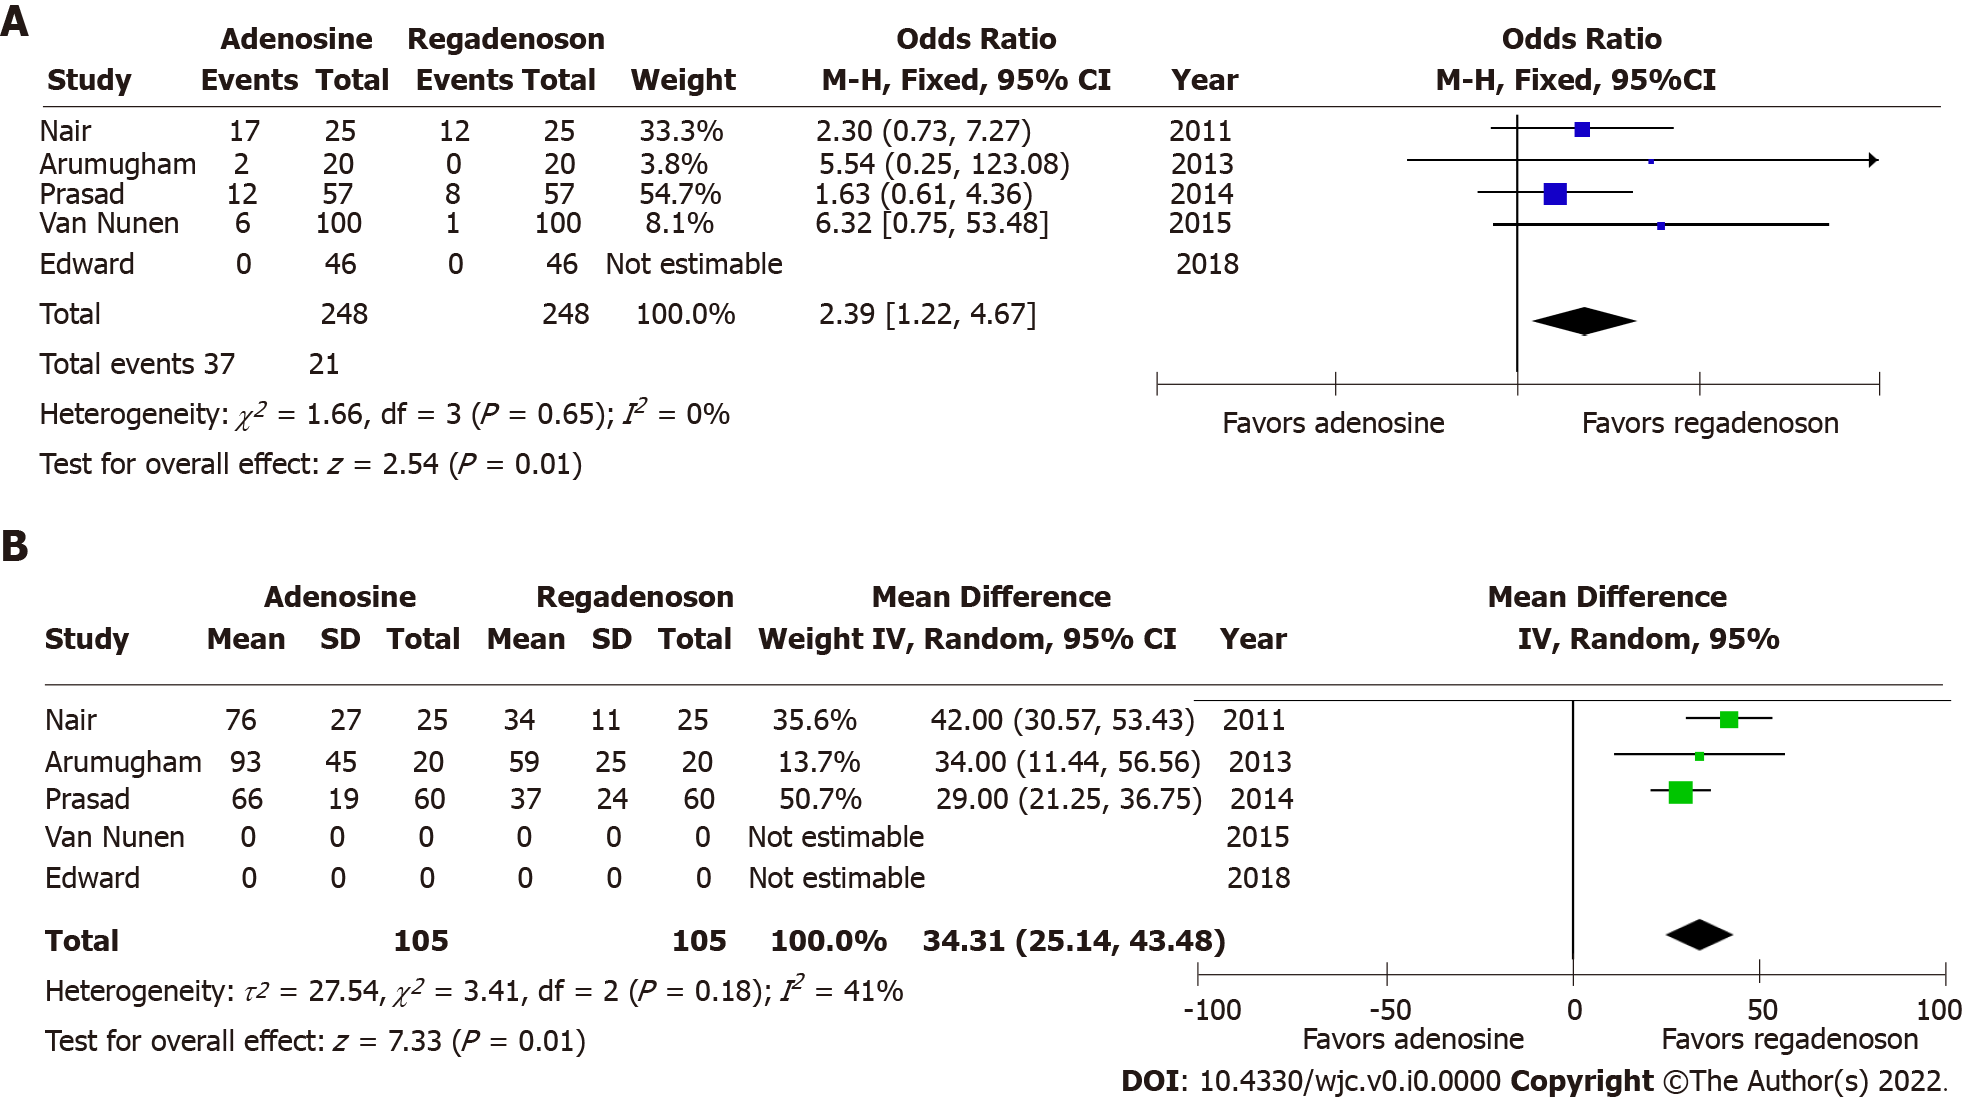 A
Adenosine Regadenoson Odds Ratio Odds Ratio
Study Events Total Events Total Weight M-H, Fixed, 95% CI Year M-H, Fixed, 95%CI
Nair 17 25 12 25 33.3% 2.30 (0.73, 7.27) 2011
Arumugham 2 20 0 20 3.8% 5.54 (0.25, 123.08) 2013
Prasad 12 57 8 57 54.7% 1.63 (0.61, 4.36) 2014
Van Nunen 6 100 1 100 8.1% 6.32 [0.75, 53.48] 2015
Edward 0 46 0 46 Not estimable 2018
Total 248 248 100.0% 2.39 [1.22, 4.67]
Total events 37 21
Heterogeneity: χ² = 1.66, df = 3 (P = 0.65); I² = 0%
Favors adenosine Favors regadenoson
Test for overall effect: z = 2.54 (P = 0.01)
B
Adenosine Regadenoson Mean Difference Mean Difference
Study Mean SD Total Mean SD Total Weight IV, Random, 95% CI Year IV, Random, 95%
Nair 76 27 25 34 11 25 35.6% 42.00 (30.57, 53.43) 2011
Arumugham 93 45 20 59 25 20 13.7% 34.00 (11.44, 56.56) 2013
Prasad 66 19 60 37 24 60 50.7% 29.00 (21.25, 36.75) 2014
Van Nunen 0 0 0 0 0 0 Not estimable 2015
Edward 0 0 0 0 0 0 Not estimable 2018
Total 105 105 100.0% 34.31 (25.14, 43.48)
Heterogeneity: τ² = 27.54, χ² = 3.41, df = 2 (P = 0.18); I² = 41%
-100 -50 0 50 100
Test for overall effect: z = 7.33 (P = 0.01)
Favors adenosine Favors regadenoson
DOI: 10.4330/wjc.v0.i0.0000 Copyright ©The Author(s) 2022.